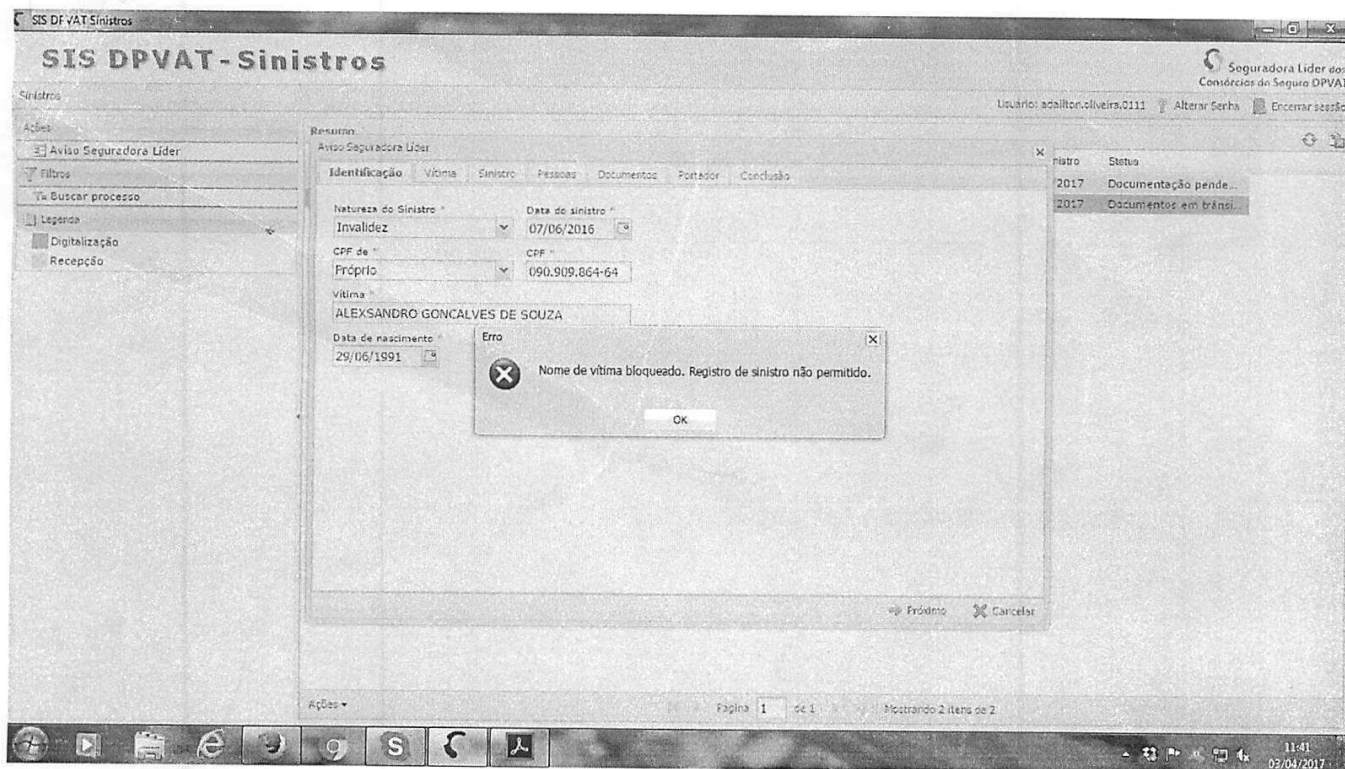 SIS DPVAT Sinistros
SIS DPVAT-Sinistros
Seguradora Líder dos
Consórcios do Seguro DPVAT
Sinistros
Usuário: adailton.oliveira.0111 Alterar Senha Encerrar sessão
Ações
Aviso Seguradora Líder
Filtros
Buscar processo
Legenda
Digitalização
Recepção
Resumo
Aviso Seguradora Líder
Identificação Vítima Sinistro Pessoas Documentos Portador Conclusão
Natureza do Sinistro * Data do sinistro *
Invalidez 07/06/2016
CPF de * CPF *
Próprio 090.909.864-64
Vítima *
ALEXSANDRO GONCALVES DE SOUZA
Data de nascimento *
29/06/1991
Erro
Nome de vítima bloqueado. Registro de sinistro não permitido.
OK
nistro Status
2017 Documentação pende...
2017 Documentos em trânsi...
Próximo Cancelar
Ações
Página 1 de 1 Mostrando 2 itens de 2
11:41
03/04/2017